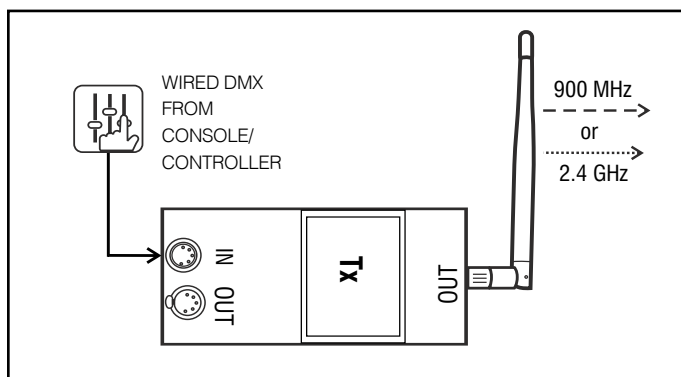 WIRED DMX
FROM
CONSOLE/
CONTROLLER
900 MHz
or
2.4 GHz
IN
OUT
Tx
OUT